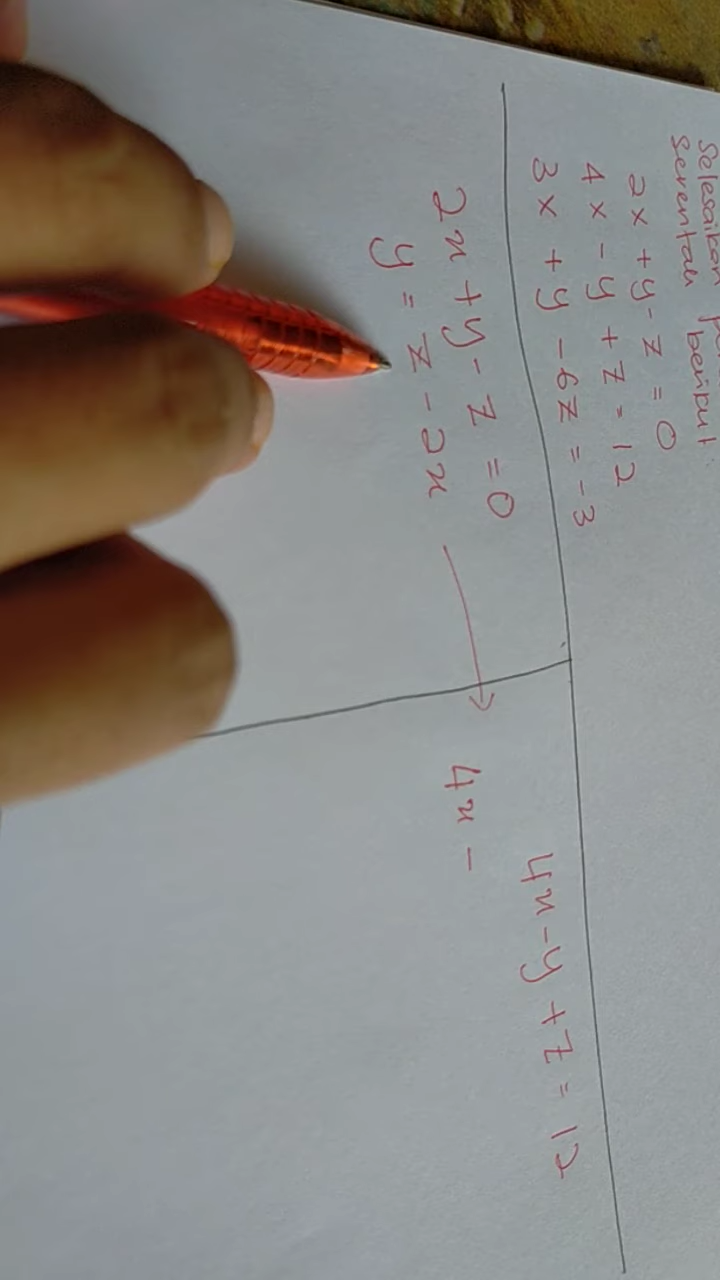 Selesaikan
serentak berikut:
2x + y - z = 0
4x - y + z = 12
3x + y - 6z = -3
2x + y - z = 0
y = z - 2x
4x - y + z = 12
4x -